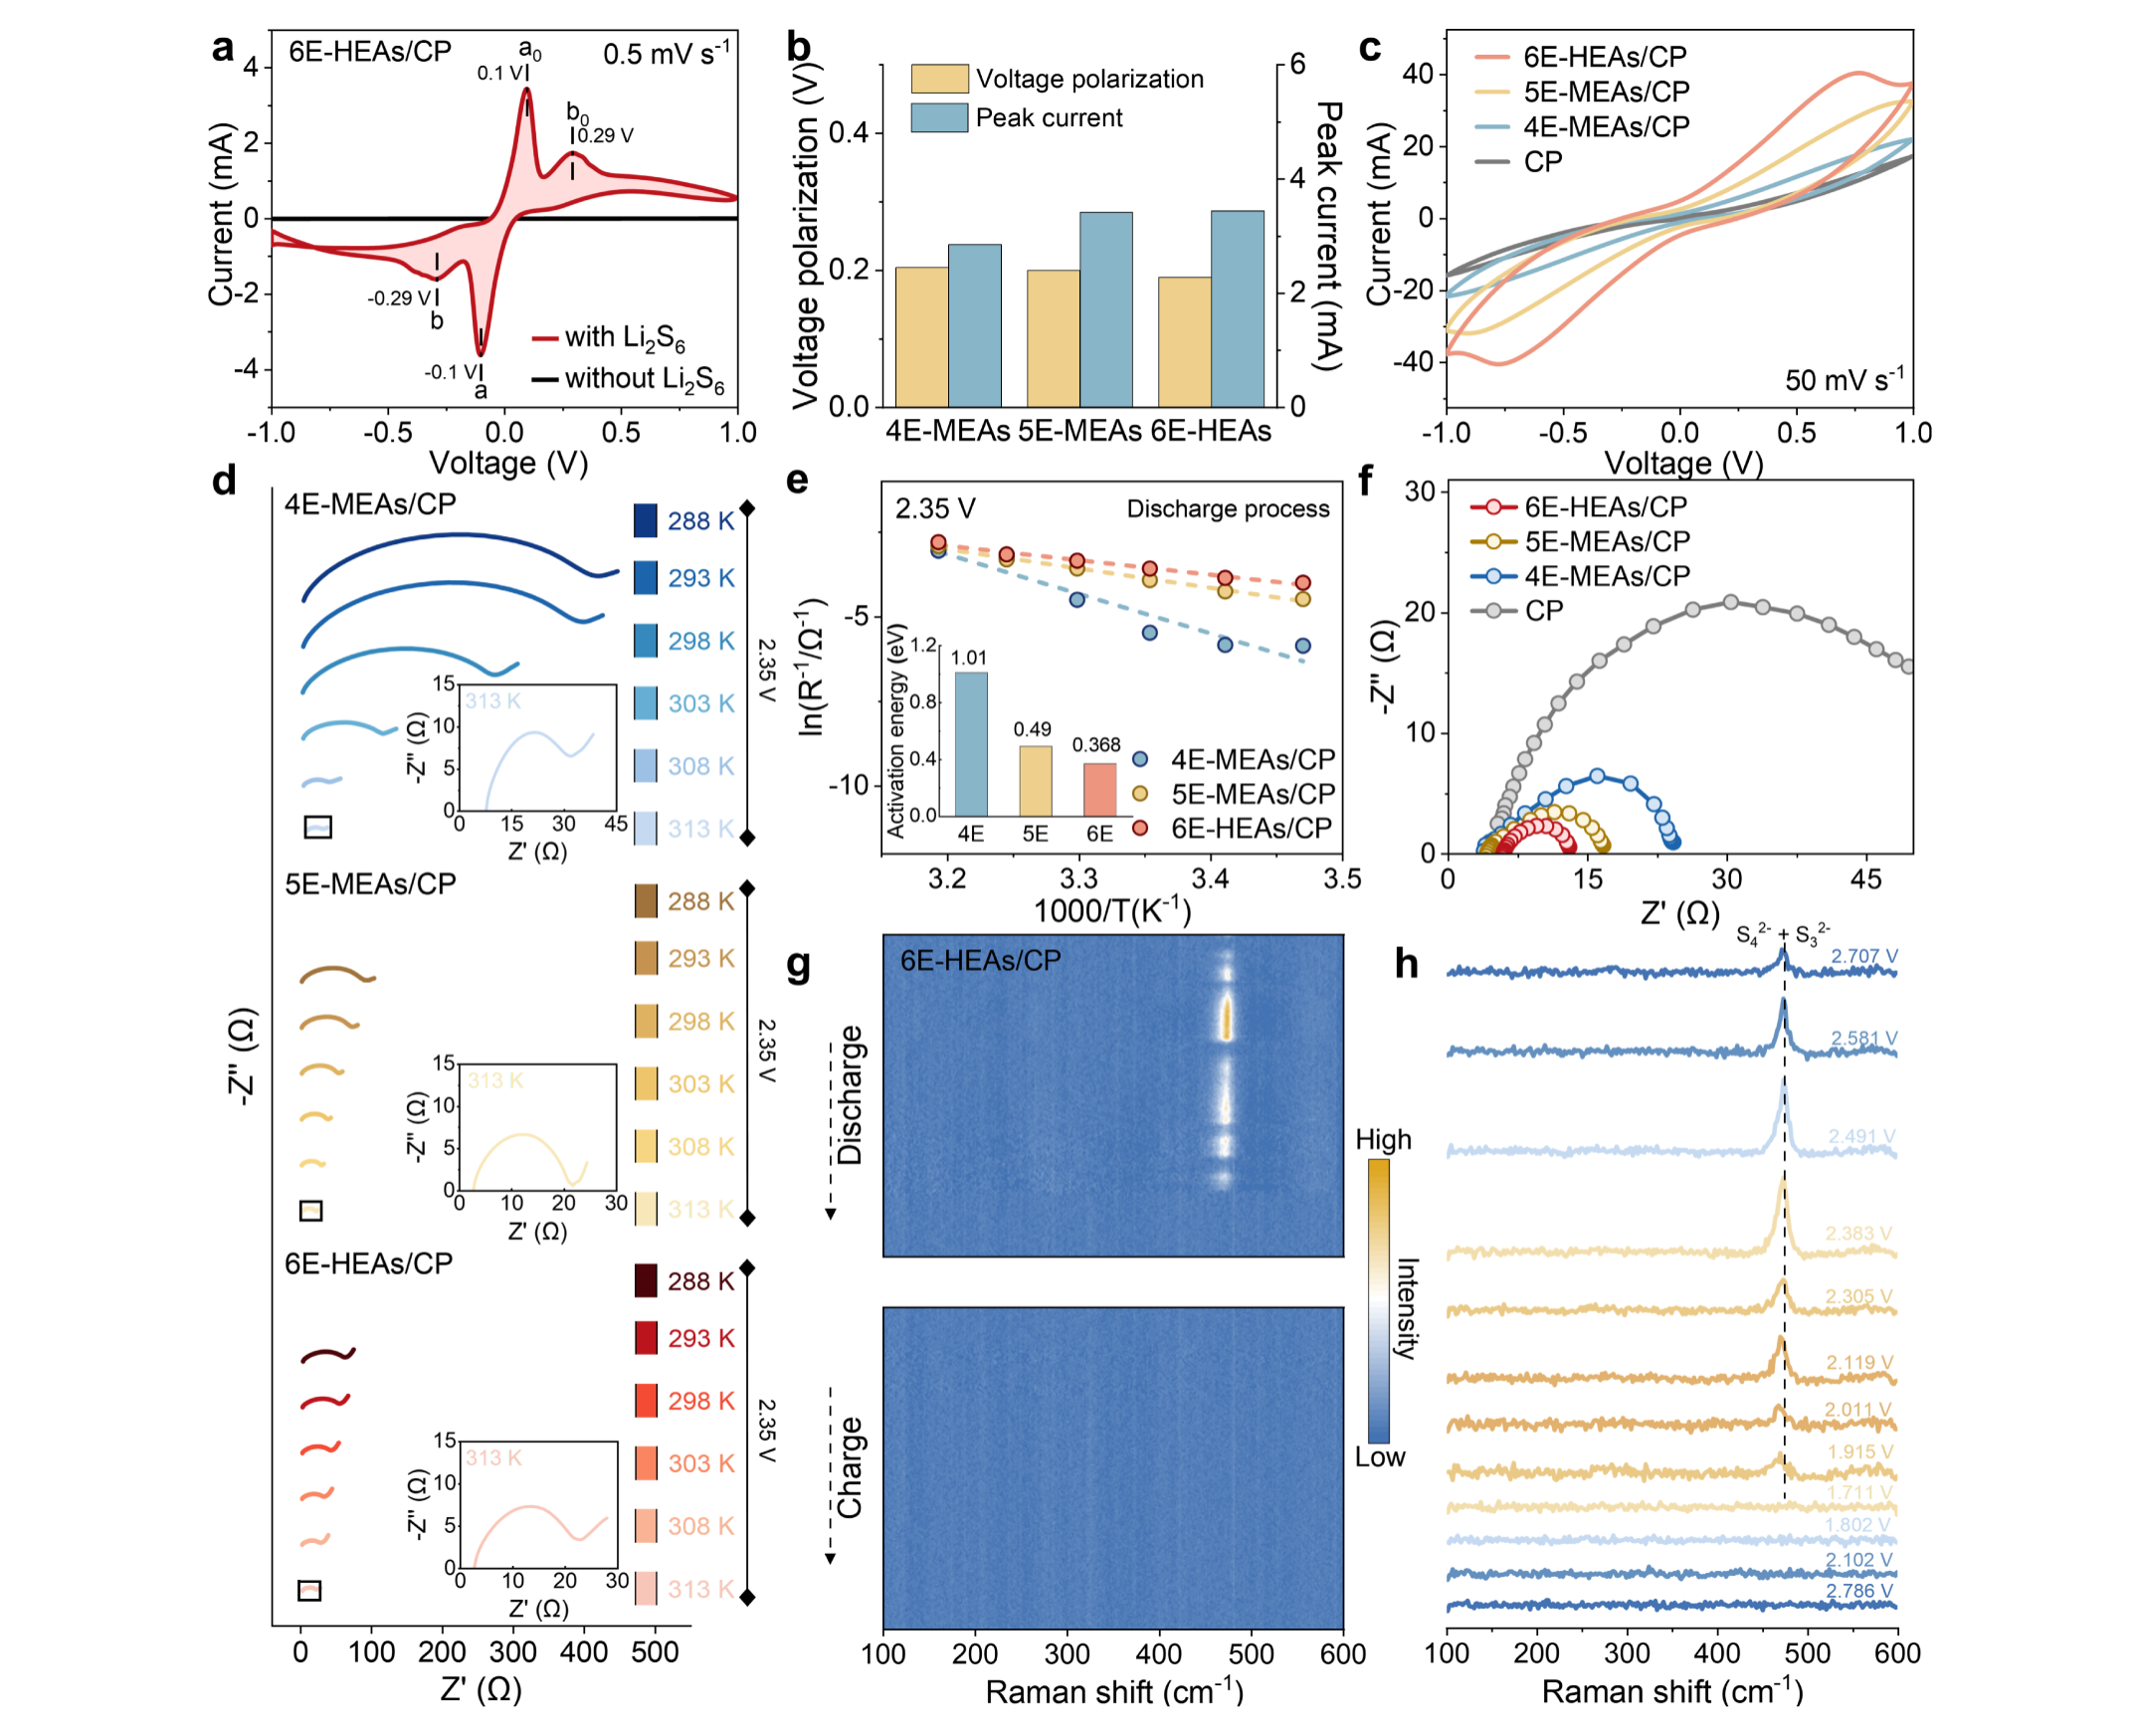 a
6E-HEAs/CP
a0
0.5 mV s-1
0.1 V
b0
0.29 V
-0.29 V
b
-0.1 V
a
with Li2S6
without Li2S6
Current (mA)
4
2
0
-2
-4
-1.0 -0.5 0.0 0.5 1.0
Voltage (V)
b
Voltage polarization
Peak current
Voltage polarization (V)
0.4
0.2
0.0
Peak current (mA)
6
4
2
0
4E-MEAs 5E-MEAs 6E-HEAs
c
6E-HEAs/CP
5E-MEAs/CP
4E-MEAs/CP
CP
50 mV s-1
Current (mA)
40
20
0
-20
-40
-1.0 -0.5 0.0 0.5 1.0
Voltage (V)
d
-Z'' (Ω)
4E-MEAs/CP
288 K
293 K
298 K
303 K
308 K
313 K
2.35 V
313 K
-Z'' (Ω)
15
10
5
0
0 15 30 45
Z' (Ω)
5E-MEAs/CP
288 K
293 K
298 K
303 K
308 K
313 K
2.35 V
313 K
-Z'' (Ω)
15
10
5
0
0 10 20 30
Z' (Ω)
6E-HEAs/CP
288 K
293 K
298 K
303 K
308 K
313 K
2.35 V
313 K
-Z'' (Ω)
15
10
5
0
0 10 20 30
Z' (Ω)
0 100 200 300 400 500
Z' (Ω)
e
2.35 V
Discharge process
ln(R-1/Ω-1)
-5
-10
Activation energy (eV)
1.2
0.8
0.4
0.0
1.01
0.49
0.368
4E 5E 6E
4E-MEAs/CP
5E-MEAs/CP
6E-HEAs/CP
3.2 3.3 3.4 3.5
1000/T(K-1)
f
6E-HEAs/CP
5E-MEAs/CP
4E-MEAs/CP
CP
-Z'' (Ω)
30
20
10
0
0 15 30 45
Z' (Ω)
g
6E-HEAs/CP
Discharge
Charge
High
Intensity
Low
100 200 300 400 500 600
Raman shift (cm-1)
h
S42- + S32-
2.707 V
2.581 V
2.491 V
2.383 V
2.305 V
2.119 V
2.011 V
1.915 V
1.711 V
1.802 V
2.102 V
2.786 V
100 200 300 400 500 600
Raman shift (cm-1)